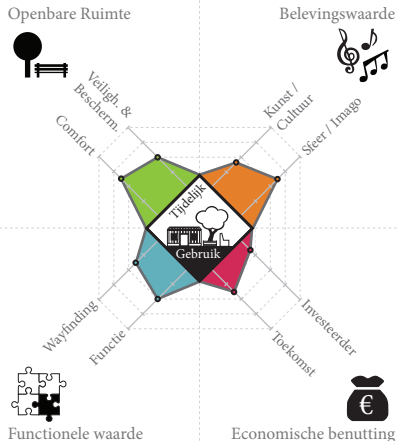 Openbare Ruimte
Belevingswaarde
Veiligh. &
Bescherm.
Comfort
Kunst /
Cultuur
Sfeer / Imago
Tijdelijk
Gebruik
Wayfinding
Functie
Investeerder
Toekomst
€
Functionele waarde
Economische benutting